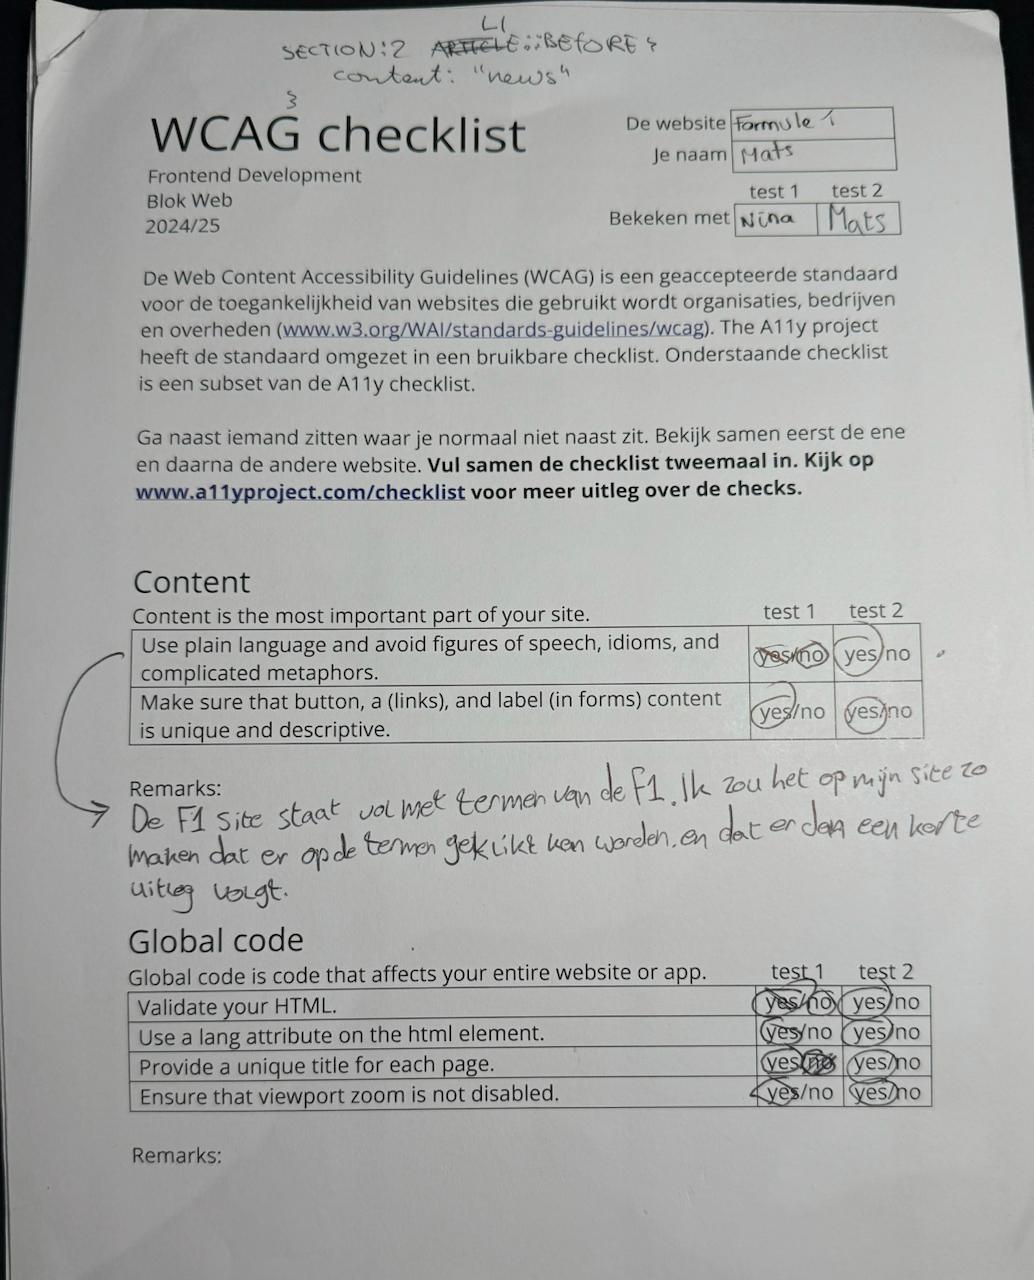 LI
SECTION:2 ARTICLE::BEFORE {
content: "news"
}
WCAG checklist
Frontend Development
Blok Web
2024/25
De website Formule 1
Je naam Mats
test 1 test 2
Bekeken met Nina Mats
De Web Content Accessibility Guidelines (WCAG) is een geaccepteerde standaard
voor de toegankelijkheid van websites die gebruikt wordt organisaties, bedrijven
en overheden (www.w3.org/WAI/standards-guidelines/wcag). The A11y project
heeft de standaard omgezet in een bruikbare checklist. Onderstaande checklist
is een subset van de A11y checklist.
Ga naast iemand zitten waar je normaal niet naast zit. Bekijk samen eerst de ene
en daarna de andere website. Vul samen de checklist tweemaal in. Kijk op
www.a11yproject.com/checklist voor meer uitleg over de checks.
Content
Content is the most important part of your site. test 1 test 2
Use plain language and avoid figures of speech, idioms, and
complicated metaphors. yes/no yes/no
Make sure that button, a (links), and label (in forms) content
is unique and descriptive. yes/no yes/no
Remarks:
De F1 site staat vol met termen van de F1. Ik zou het op mijn site zo
maken dat er op de termen geklikt kan worden. en dat er dan een korte
uitleg volgt.
Global code
Global code is code that affects your entire website or app. test 1 test 2
Validate your HTML. yes/no yes/no
Use a lang attribute on the html element. yes/no yes/no
Provide a unique title for each page. yes/no yes/no
Ensure that viewport zoom is not disabled. yes/no yes/no
Remarks: